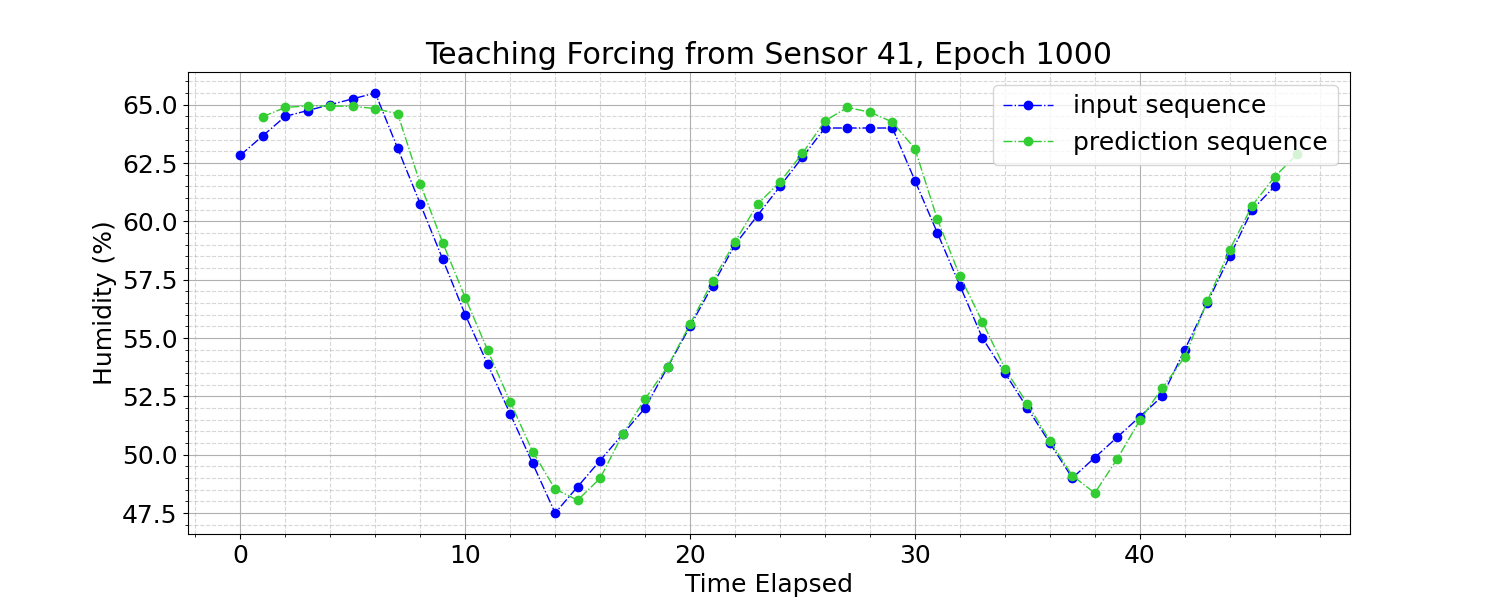 Teaching Forcing from Sensor 41, Epoch 1000
65.0
62.5
60.0
57.5
55.0
52.5
50.0
47.5
Humidity (%)
input sequence
prediction sequence
0 10 20 30 40
Time Elapsed